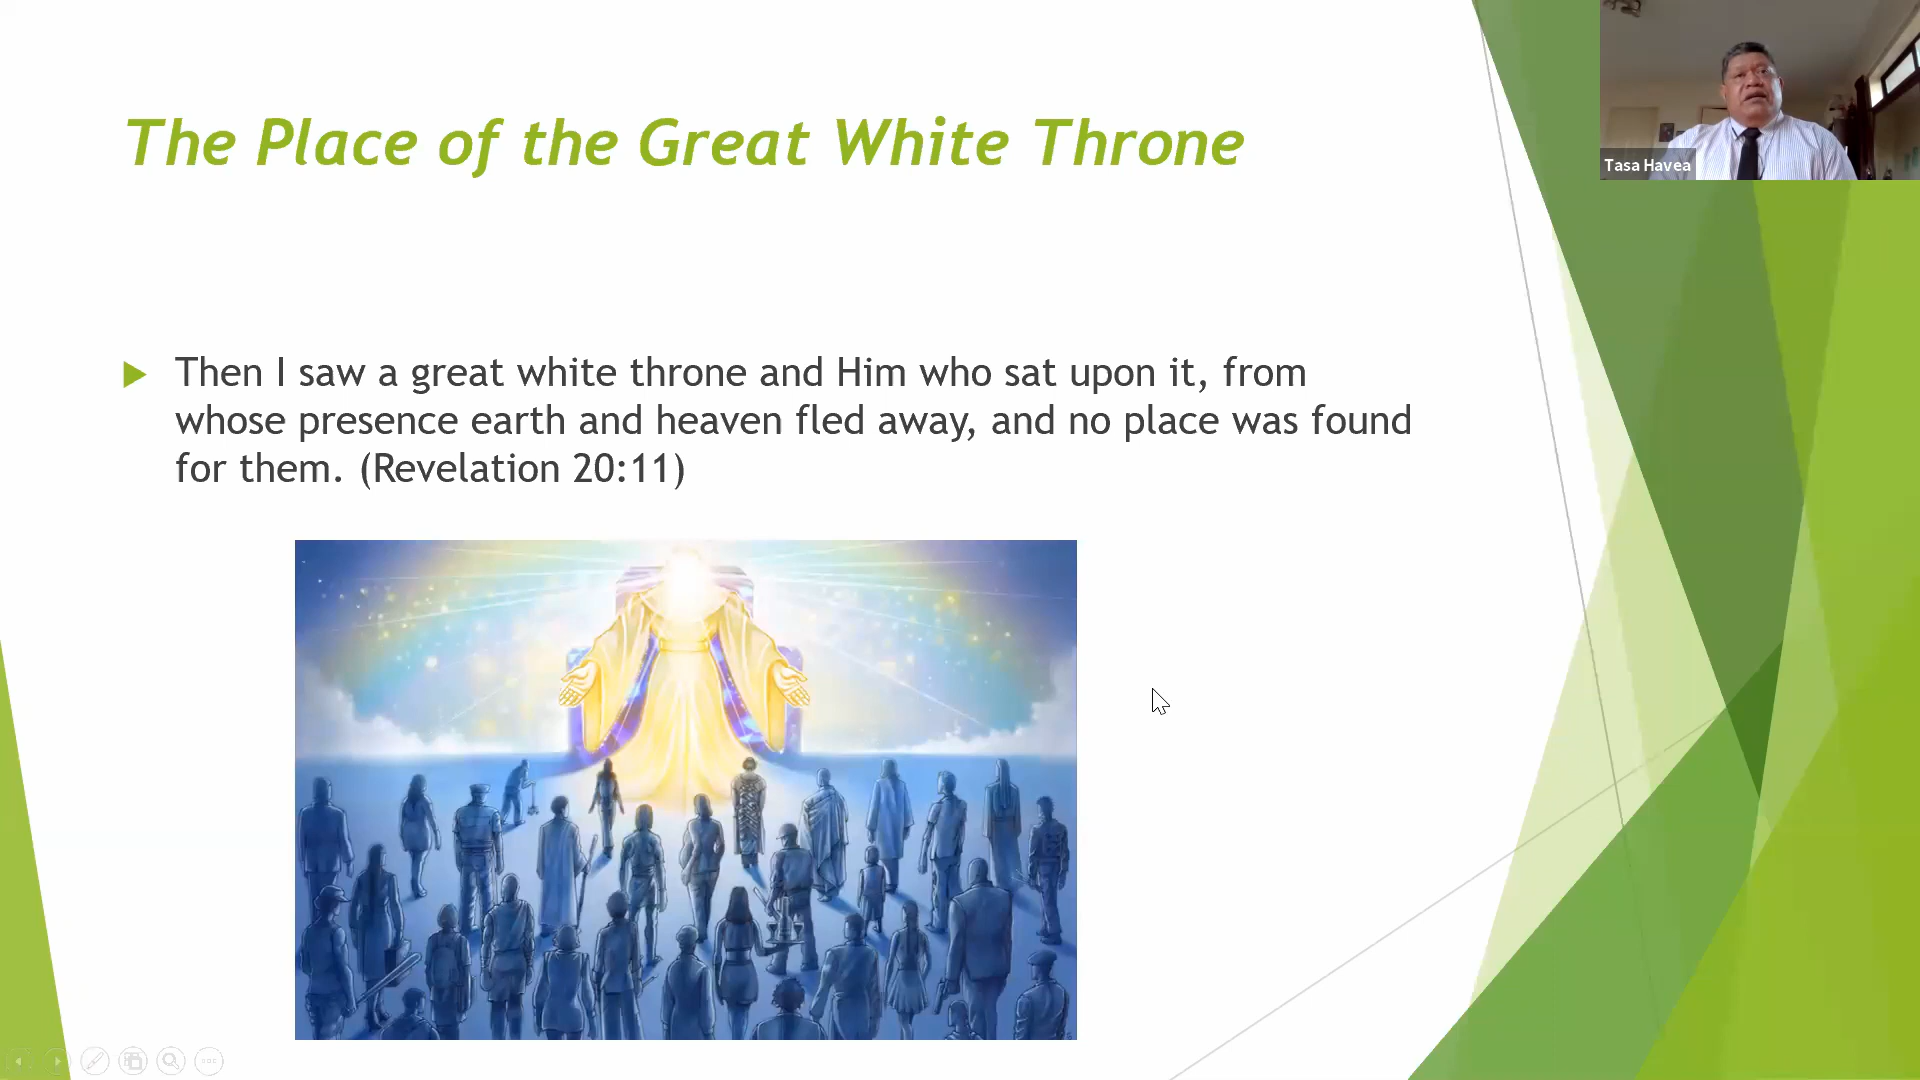 The Place of the Great White Throne
Tasa Havea
Then I saw a great white throne and Him who sat upon it, from
whose presence earth and heaven fled away, and no place was found
for them. (Revelation 20:11)